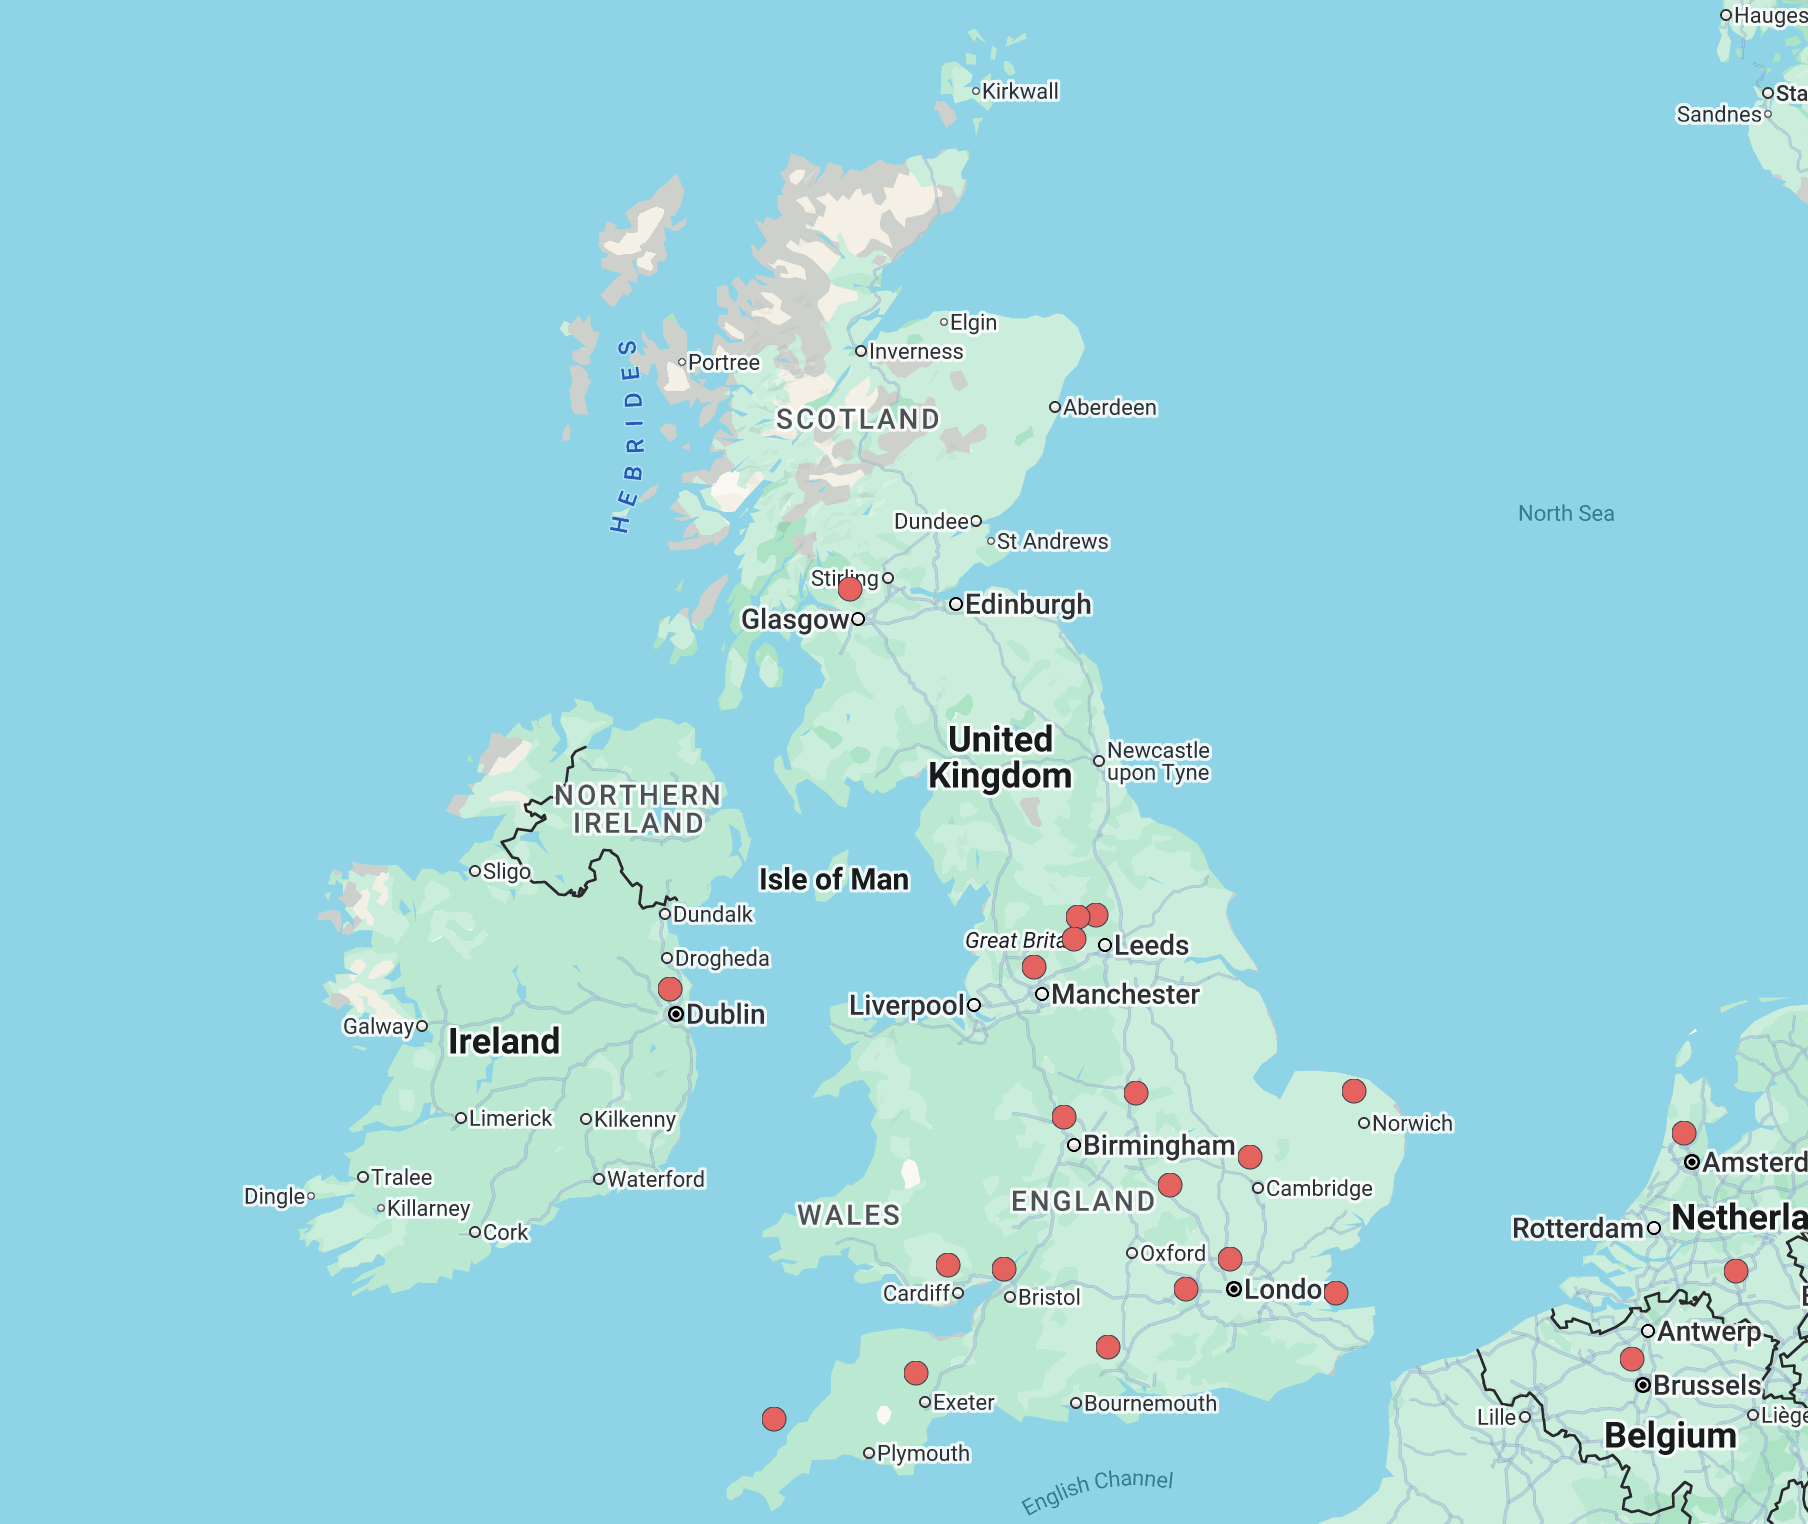 Hauges
Kirkwall
Sta
Sandnes
Elgin
Inverness
HEBRIDES
Portree
SCOTLAND
Aberdeen
North Sea
Dundee
St Andrews
Stirling
Edinburgh
Glasgow
United
Kingdom
Newcastle
upon Tyne
NORTHERN
IRELAND
Sligo
Isle of Man
Dundalk
Great Brita
Leeds
Drogheda
Manchester
Liverpool
Dublin
Galway
Ireland
Limerick
Kilkenny
Norwich
Birmingham
Amsterd
Tralee
Waterford
Dingle
Killarney
Cambridge
ENGLAND
WALES
Cork
Rotterdam
Netherla
Oxford
Cardiff
Bristol
Londo
Antwerp
Brussels
Exeter
Bournemouth
Lille
Liège
Belgium
Plymouth
English Channel